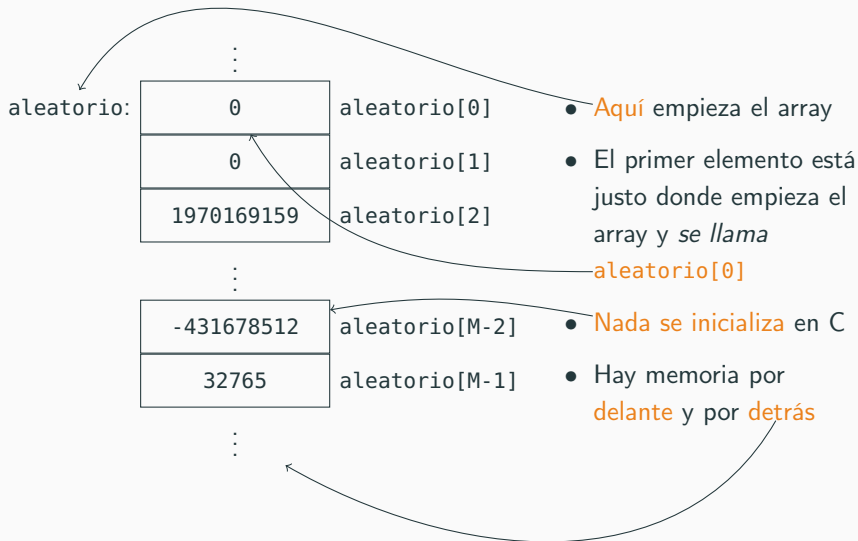 ⋮
aleatorio: 0 aleatorio[0]
0 aleatorio[1]
1970169159 aleatorio[2]
⋮
-431678512 aleatorio[M-2]
32765 aleatorio[M-1]
⋮
• Aquí empieza el array
• El primer elemento está
justo donde empieza el
array y se llama
aleatorio[0]
• Nada se inicializa en C
• Hay memoria por
delante y por detrás